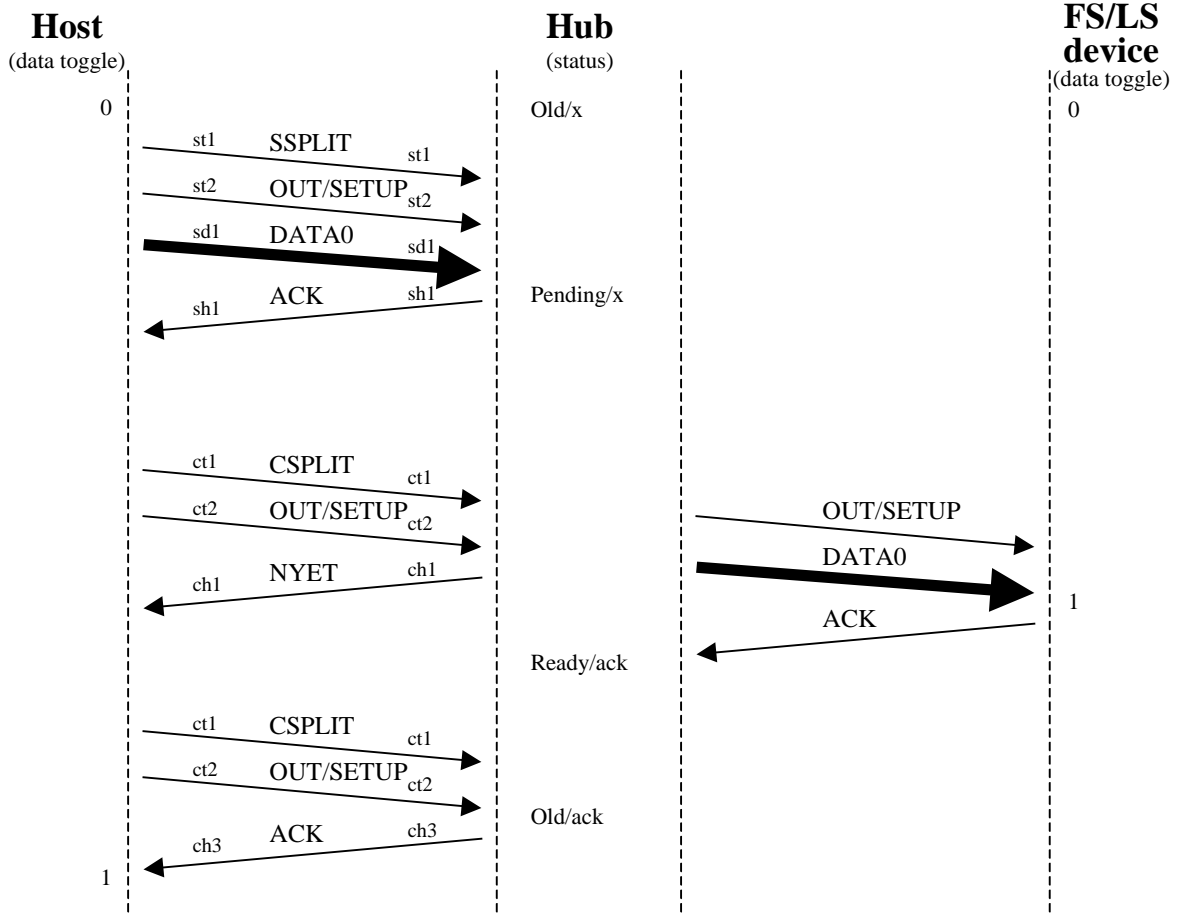 Host
(data toggle)
Hub
(status)
FS/LS
device
(data toggle)
0
Old/x
0
st1 SSPLIT st1
st2 OUT/SETUP st2
sd1 DATA0 sd1
Pending/x
sh1 ACK sh1
ct1 CSPLIT ct1
ct2 OUT/SETUP ct2
OUT/SETUP
ch1 NYET ch1
DATA0
1
ACK
Ready/ack
ct1 CSPLIT ct1
ct2 OUT/SETUP ct2
Old/ack
ch3 ACK ch3
1